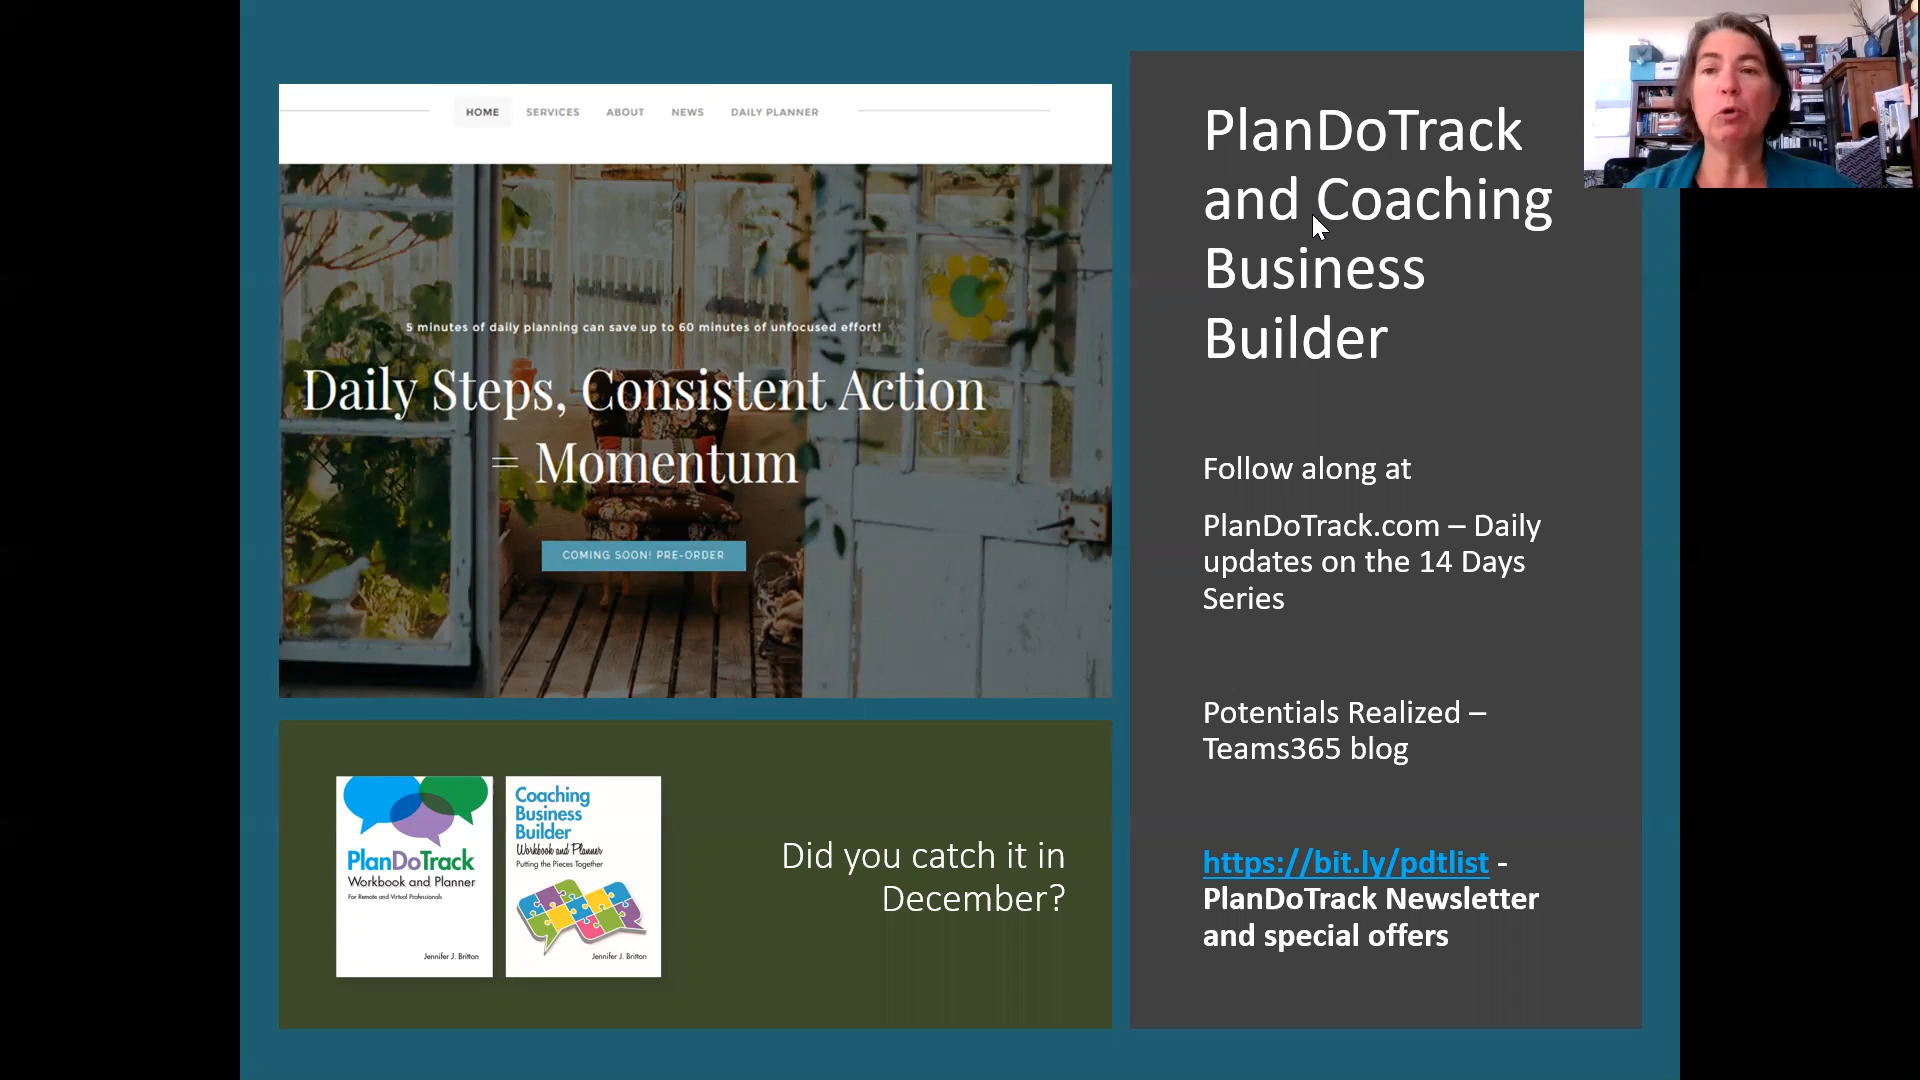 HOME SERVICES ABOUT NEWS DAILY PLANNER
5 minutes of daily planning can save up to 60 minutes of unfocused effort!
Daily Steps, Consistent Action
= Momentum
COMING SOON! PRE-ORDER
PlanDoTrack
Workbook and Planner
For Remote and Virtual Professionals
Jennifer J. Britton
Coaching
Business
Builder
Workbook and Planner
Putting the Pieces Together
Jennifer J. Britton
Did you catch it in
December?
PlanDoTrack
and Coaching
Business
Builder
Follow along at
PlanDoTrack.com – Daily
updates on the 14 Days
Series
Potentials Realized –
Teams365 blog
https://bit.ly/pdtlist -
PlanDoTrack Newsletter
and special offers